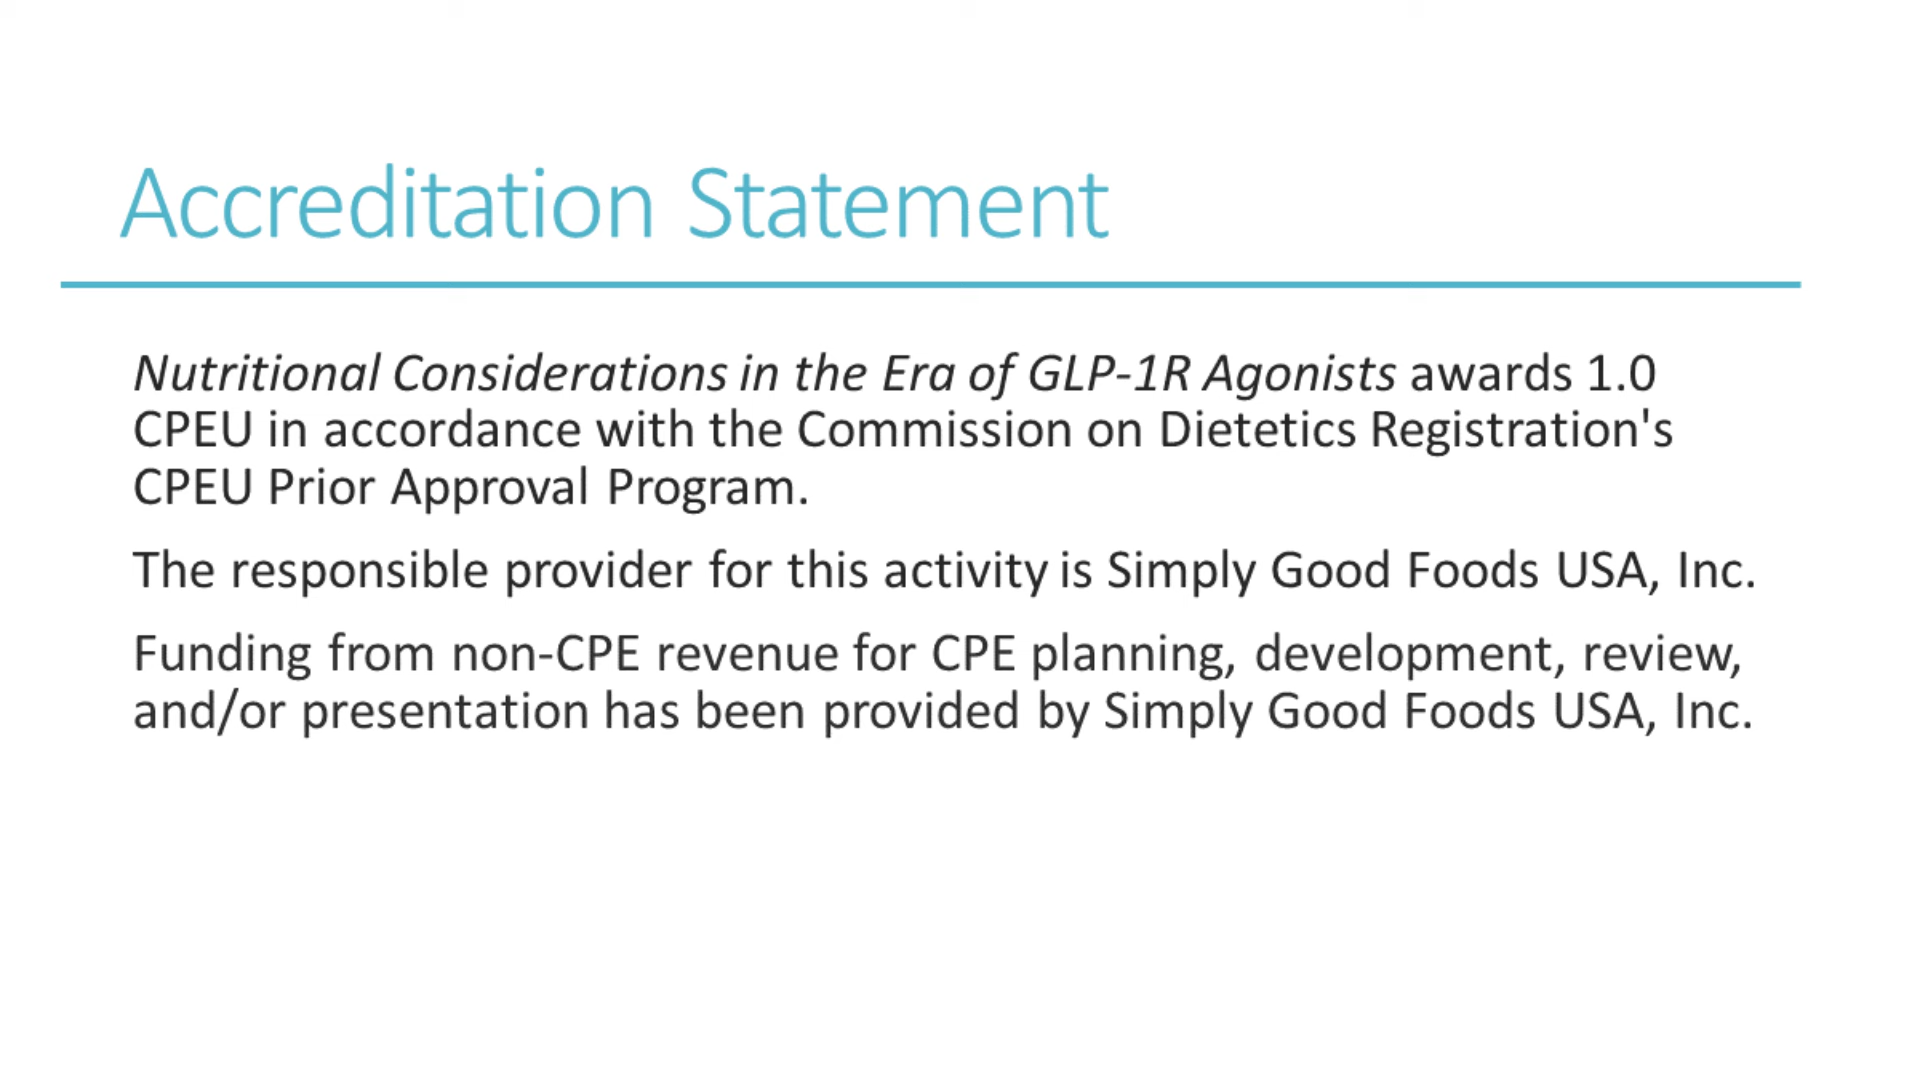 Accreditation Statement
Nutritional Considerations in the Era of GLP-1R Agonists awards 1.0
CPEU in accordance with the Commission on Dietetics Registration's
CPEU Prior Approval Program.
The responsible provider for this activity is Simply Good Foods USA, Inc.
Funding from non-CPE revenue for CPE planning, development, review,
and/or presentation has been provided by Simply Good Foods USA, Inc.